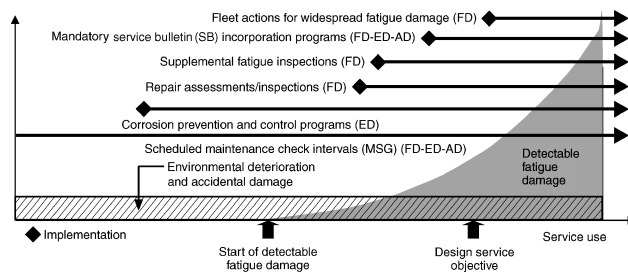 Fleet actions for widespread fatigue damage (FD)
Mandatory service bulletin (SB) incorporation programs (FD-ED-AD)
Supplemental fatigue inspections (FD)
Repair assessments/inspections (FD)
Corrosion prevention and control programs (ED)
Scheduled maintenance check intervals (MSG) (FD-ED-AD)
Environmental deterioration
and accidental damage
Detectable
fatigue
damage
Implementation
Start of detectable
fatigue damage
Design service
objective
Service use